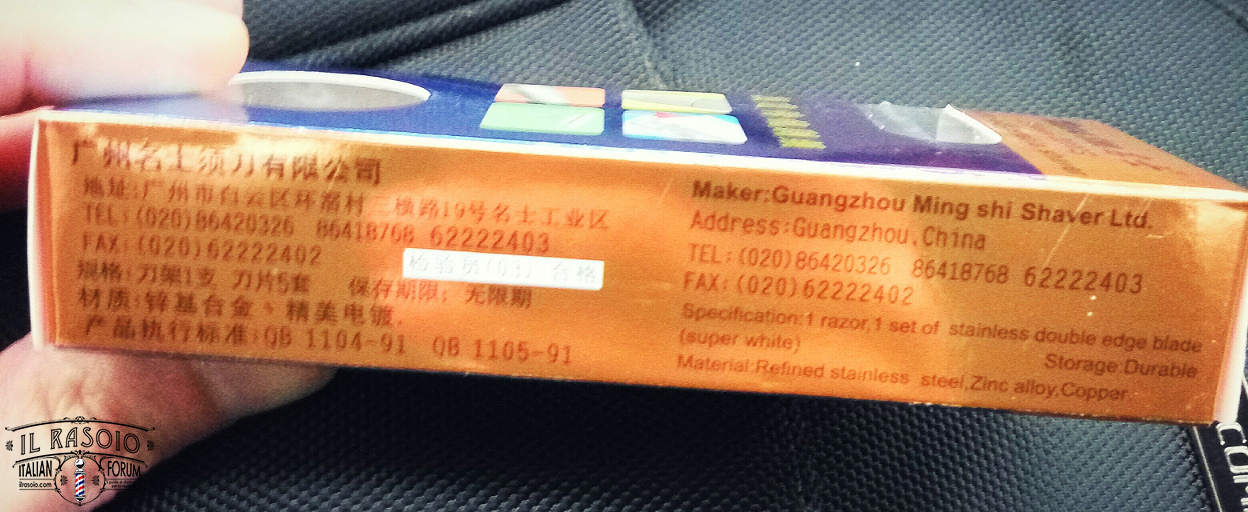 广州名士须刀有限公司
地址:广州市白云区环滘村三横路19号名士工业区
TEL:(020)86420326 86418768 62222403
FAX:(020)62222402
检验员(03) 合格
规格:刀架1支 刀片5套 保存期限:无限期
材质:锌基合金、精美电镀.
产品执行标准:QB 1104-91 QB 1105-91
Maker:Guangzhou Ming shi Shaver Ltd.
Address:Guangzhou,China
TEL:(020)86420326 86418768 62222403
FAX:(020)62222402
Specification:1 razor,1 set of stainless double edge blade
(super white)
Storage:Durable
Material:Refined stainless steel,Zinc alloy,Copper
IL RASOIO
ITALIAN FORUM
ilrasoio.com